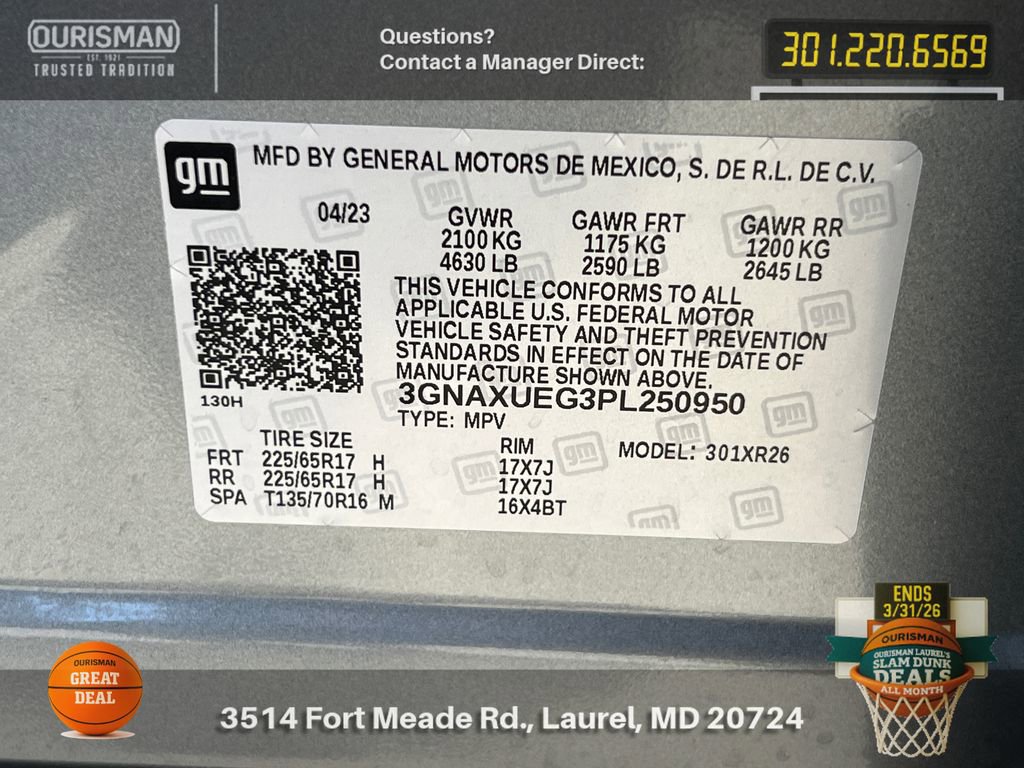 OURISMAN
EST. 1921
TRUSTED TRADITION
Questions?
Contact a Manager Direct:
301.220.6569
gm
MFD BY GENERAL MOTORS DE MEXICO, S. DE R.L. DE C.V.
04/23
GVWR GAWR FRT GAWR RR
2100 KG 1175 KG 1200 KG
4630 LB 2590 LB 2645 LB
THIS VEHICLE CONFORMS TO ALL
APPLICABLE U.S. FEDERAL MOTOR
VEHICLE SAFETY AND THEFT PREVENTION
STANDARDS IN EFFECT ON THE DATE OF
MANUFACTURE SHOWN ABOVE.
3GNAXUEG3PL250950
130H
TYPE: MPV
TIRE SIZE RIM MODEL: 301XR26
FRT 225/65R17 H 17X7J
RR 225/65R17 H 17X7J
SPA T135/70R16 M 16X4BT
ENDS
3/31/26
OURISMAN
OURISMAN LAUREL'S
SLAM DUNK
DEALS
ALL MONTH
OURISMAN
GREAT
DEAL
3514 Fort Meade Rd., Laurel, MD 20724